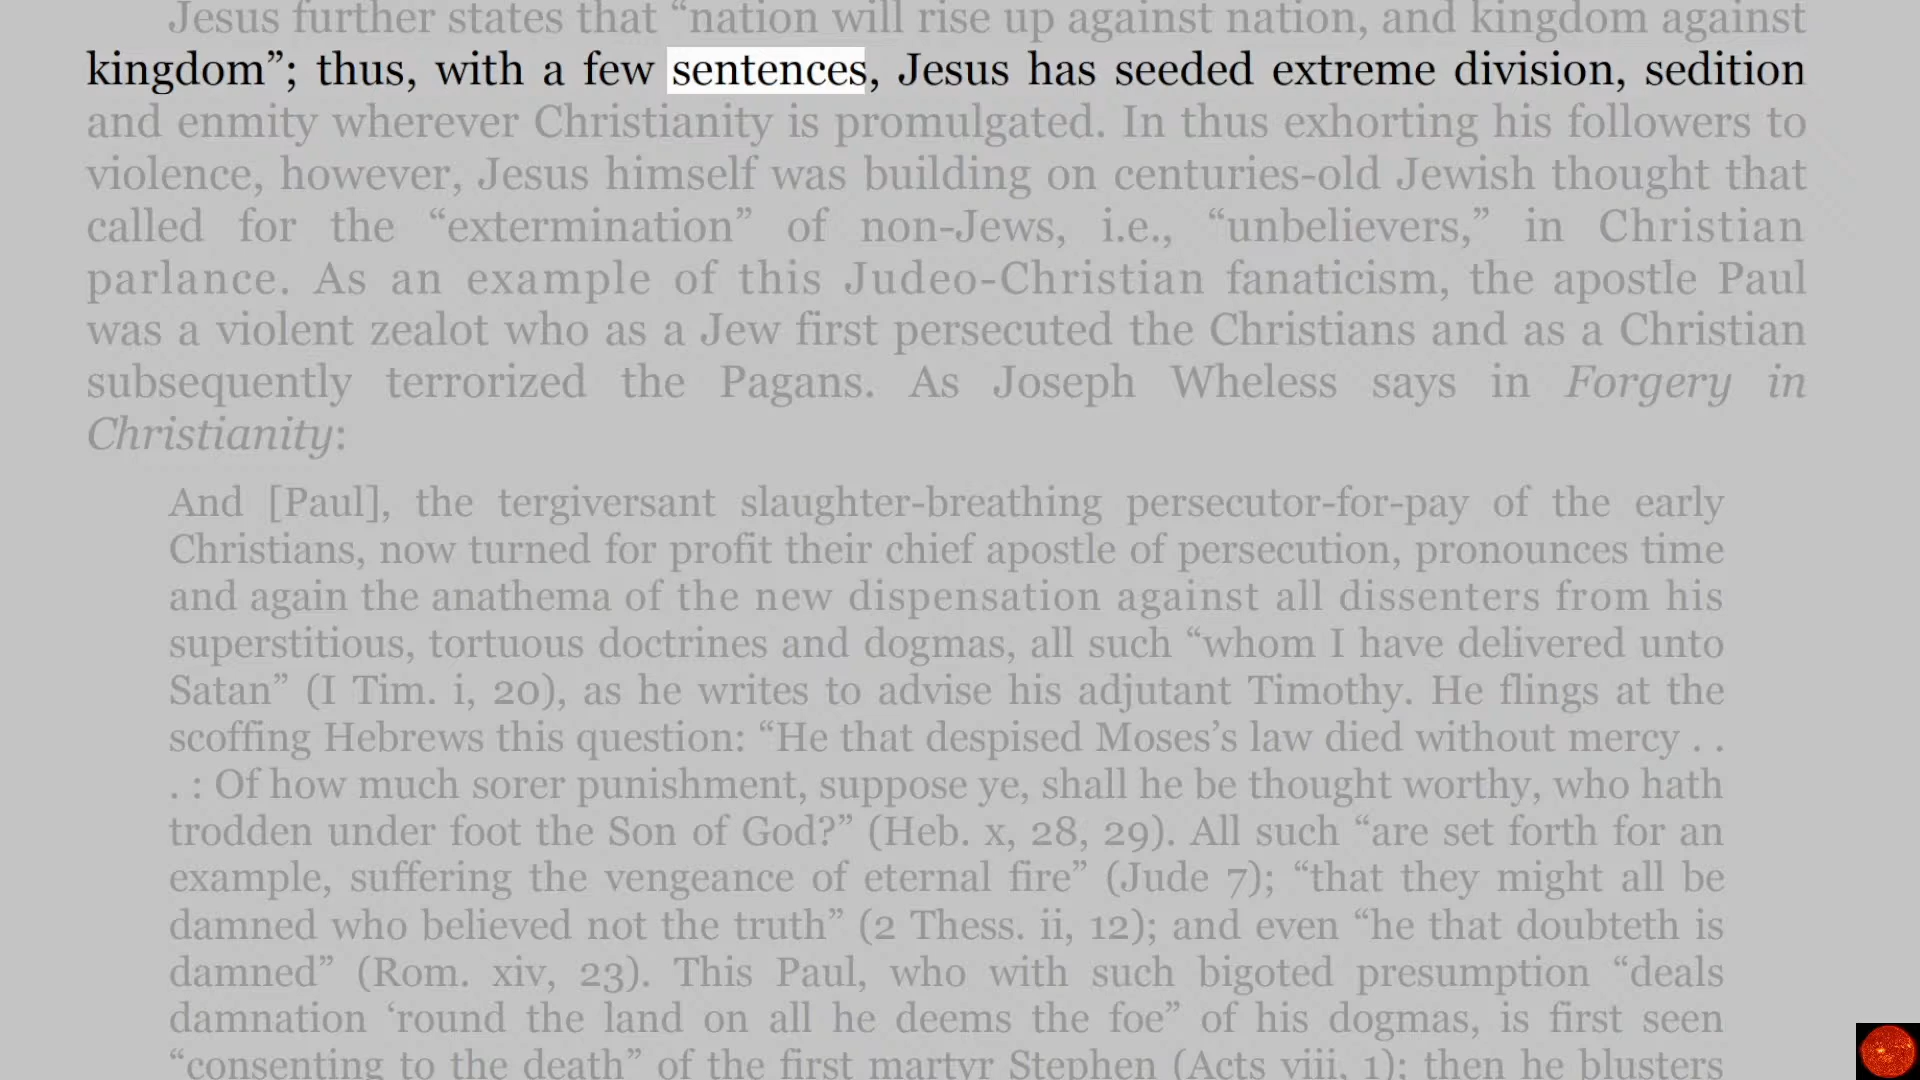 Jesus further states that “nation will rise up against nation, and kingdom against
kingdom”; thus, with a few sentences, Jesus has seeded extreme division, sedition
and enmity wherever Christianity is promulgated. In thus exhorting his followers to
violence, however, Jesus himself was building on centuries-old Jewish thought that
called for the “extermination” of non-Jews, i.e., “unbelievers,” in Christian
parlance. As an example of this Judeo-Christian fanaticism, the apostle Paul
was a violent zealot who as a Jew first persecuted the Christians and as a Christian
subsequently terrorized the Pagans. As Joseph Wheless says in Forgery in
Christianity:
And [Paul], the tergiversant slaughter-breathing persecutor-for-pay of the early
Christians, now turned for profit their chief apostle of persecution, pronounces time
and again the anathema of the new dispensation against all dissenters from his
superstitious, tortuous doctrines and dogmas, all such “whom I have delivered unto
Satan” (I Tim. i, 20), as he writes to advise his adjutant Timothy. He flings at the
scoffing Hebrews this question: “He that despised Moses’s law died without mercy . .
. : Of how much sorer punishment, suppose ye, shall he be thought worthy, who hath
trodden under foot the Son of God?” (Heb. x, 28, 29). All such “are set forth for an
example, suffering the vengeance of eternal fire” (Jude 7); “that they might all be
damned who believed not the truth” (2 Thess. ii, 12); and even “he that doubteth is
damned” (Rom. xiv, 23). This Paul, who with such bigoted presumption “deals
damnation ‘round the land on all he deems the foe” of his dogmas, is first seen
“consenting to the death” of the first martyr Stephen (Acts viii, 1); then he blusters